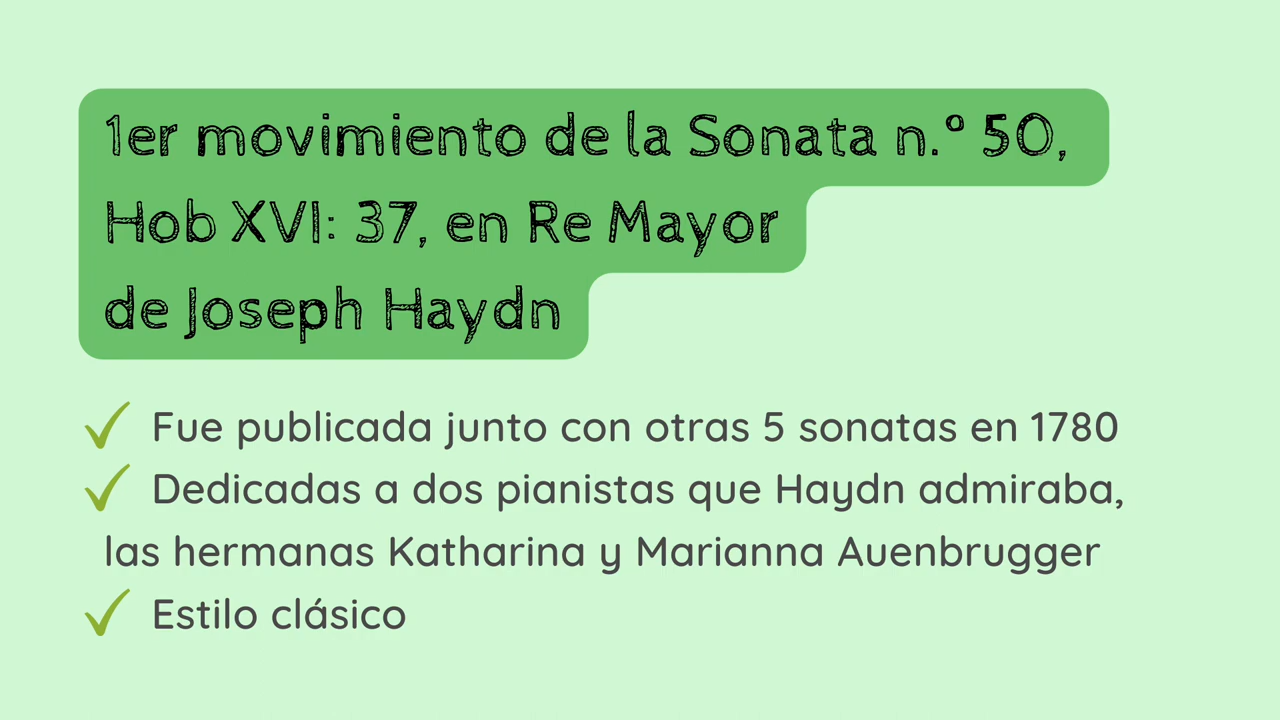 1er movimiento de la Sonata n.º 50,
Hob XVI: 37, en Re Mayor
de Joseph Haydn
Fue publicada junto con otras 5 sonatas en 1780
Dedicadas a dos pianistas que Haydn admiraba,
las hermanas Katharina y Marianna Auenbrugger
Estilo clásico